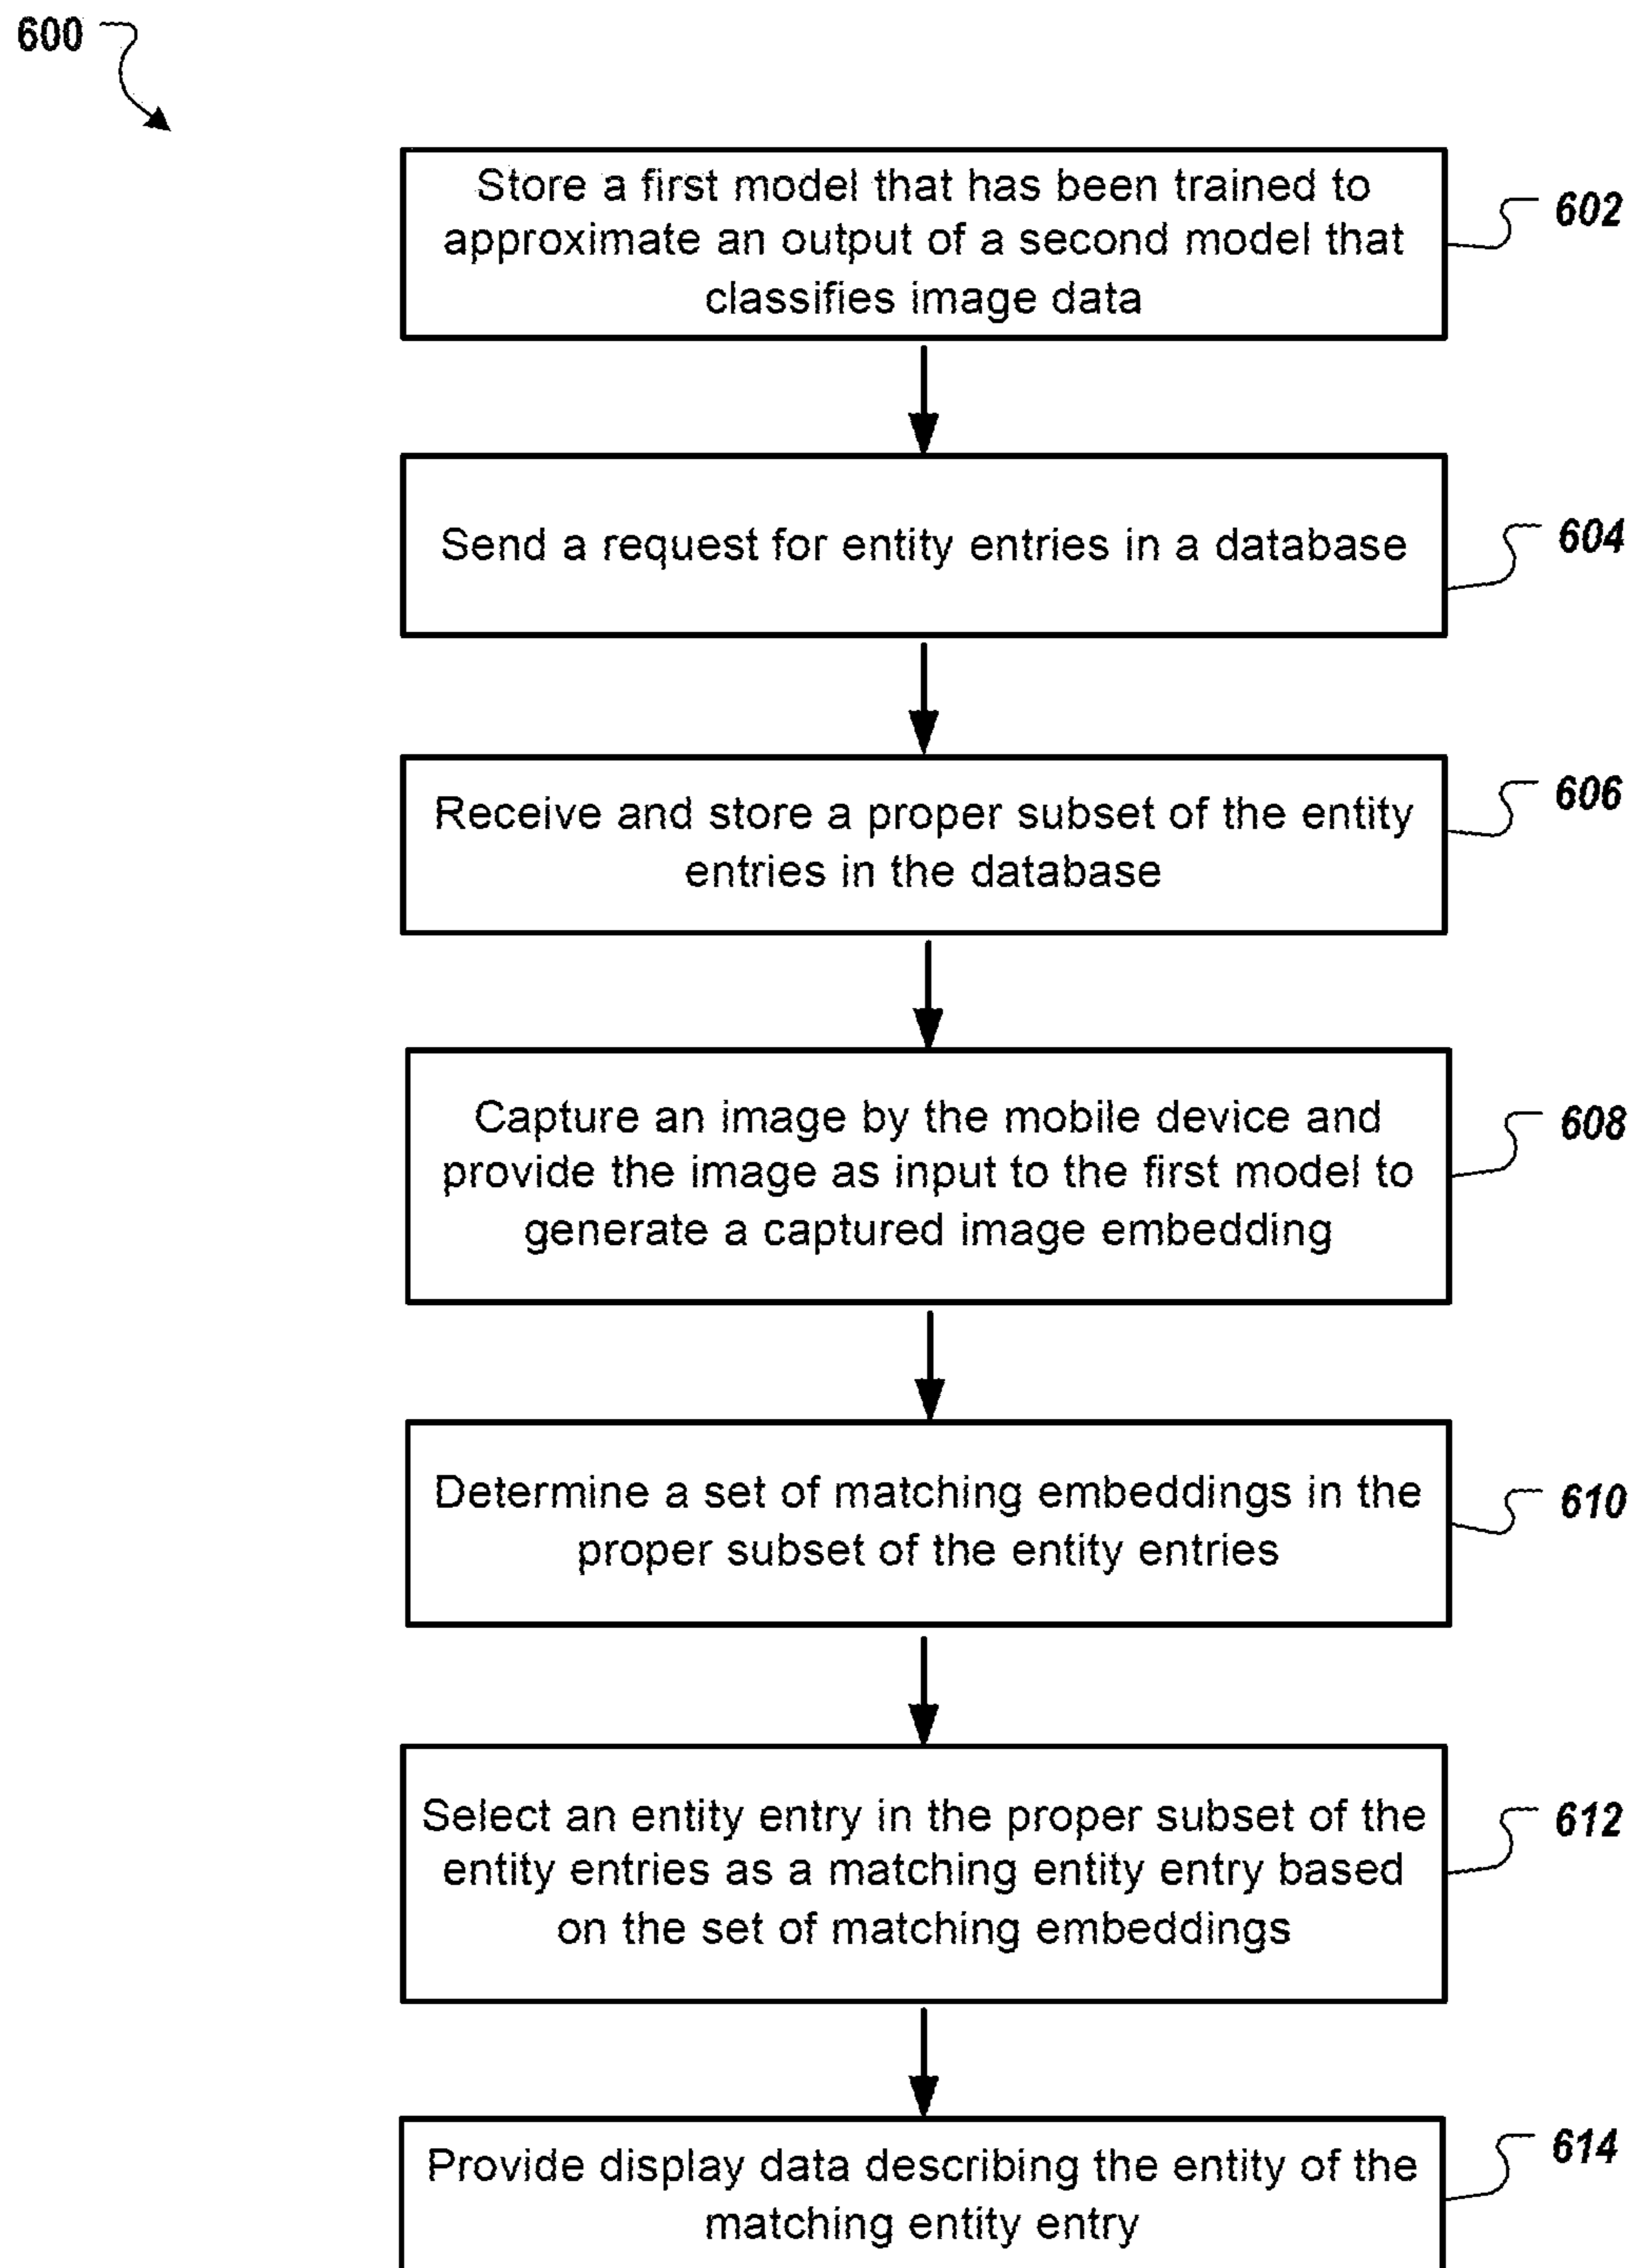 600
Store a first model that has been trained to
approximate an output of a second model that
classifies image data
602
Send a request for entity entries in a database
604
Receive and store a proper subset of the entity
entries in the database
606
Capture an image by the mobile device and
provide the image as input to the first model to
generate a captured image embedding
608
Determine a set of matching embeddings in the
proper subset of the entity entries
610
Select an entity entry in the proper subset of the
entity entries as a matching entity entry based
on the set of matching embeddings
612
Provide display data describing the entity of the
matching entity entry
614